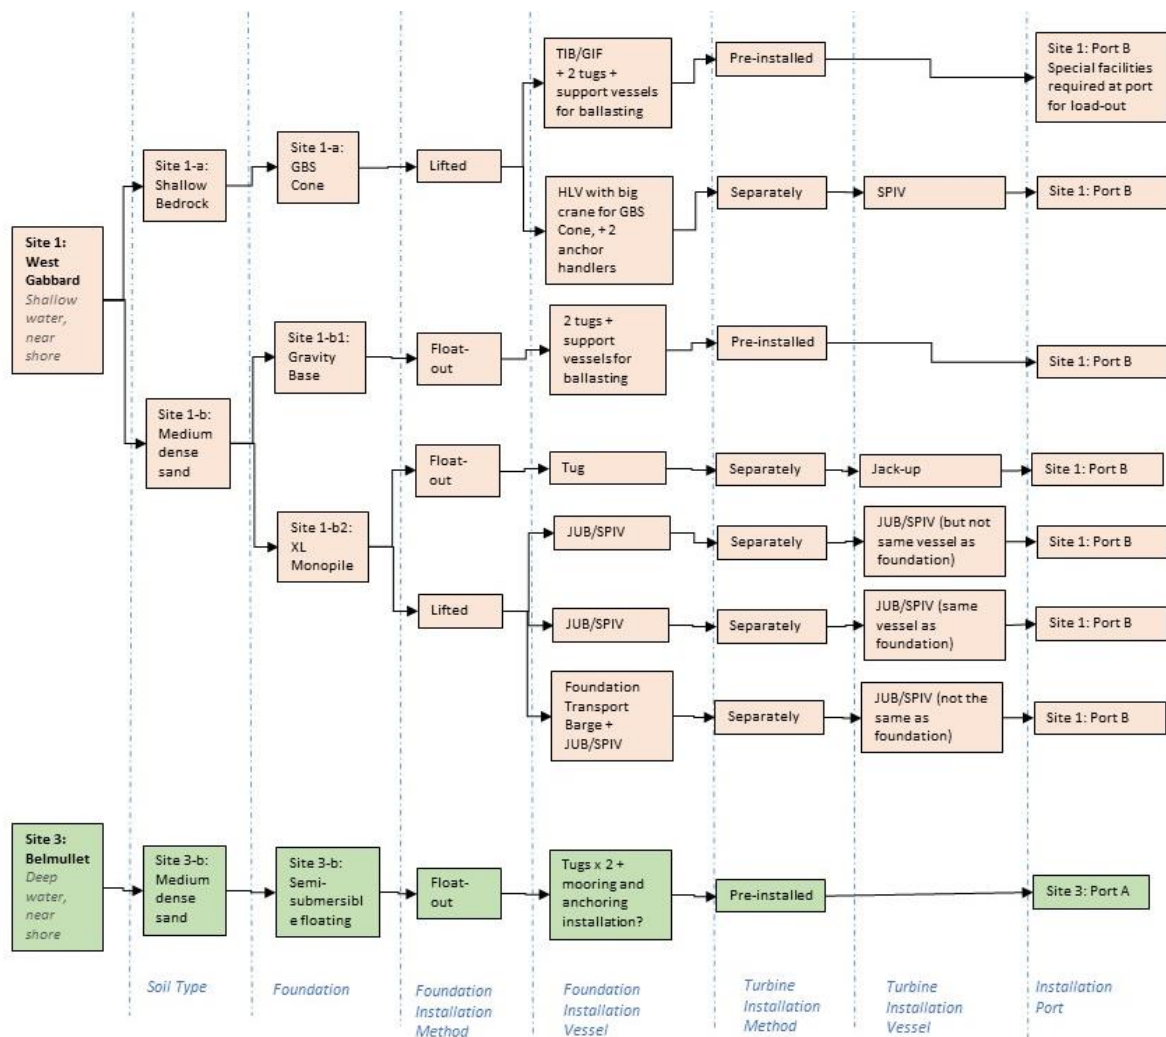 TIB/GIF
+ 2 tugs +
support vessels
for ballasting
Pre-installed
Site 1: Port B
Special facilities
required at port
for load-out
Site 1-a:
Shallow
Bedrock
Site 1-a:
GBS
Cone
Lifted
HLV with big
crane for GBS
Cone, + 2
anchor
handlers
Separately
SPIV
Site 1: Port B
Site 1:
West
Gabbard
Shallow
water,
near
shore
Site 1-b1:
Gravity
Base
Float-
out
2 tugs +
support
vessels for
ballasting
Pre-installed
Site 1: Port B
Site 1-b:
Medium
dense
sand
Float-
out
Tug
Separately
Jack-up
Site 1: Port B
Site 1-b2:
XL
Monopile
JUB/SPIV
Separately
JUB/SPIV (but not
same vessel as
foundation)
Site 1: Port B
Lifted
JUB/SPIV
Separately
JUB/SPIV (same
vessel as
foundation)
Site 1: Port B
Foundation
Transport
Barge +
JUB/SPIV
Separately
JUB/SPIV (not the
same as
foundation)
Site 1: Port B
Site 3:
Belmullet
Deep
water,
near
shore
Site 3-b:
Medium
dense
sand
Site 3-b:
Semi-
submersibl
e floating
Float-
out
Tugs x 2 +
mooring and
anchoring
installation?
Pre-installed
Site 3: Port A
Soil Type
Foundation
Foundation
Installation
Method
Foundation
Installation
Vessel
Turbine
Installation
Method
Turbine
Installation
Vessel
Installation
Port